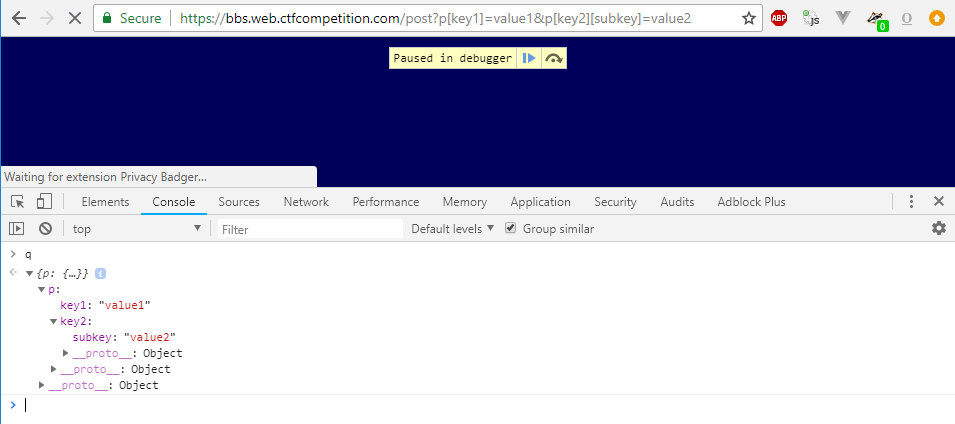 Secure https://bbs.web.ctfcompetition.com/post?p[key1]=value1&p[key2][subkey]=value2 ABP js 0
Paused in debugger
Waiting for extension Privacy Badger...
Elements Console Sources Network Performance Memory Application Security Audits Adblock Plus
top Filter Default levels Group similar
> q
{p: {…}} i
p:
key1: "value1"
key2:
subkey: "value2"
__proto__: Object
__proto__: Object
__proto__: Object
>